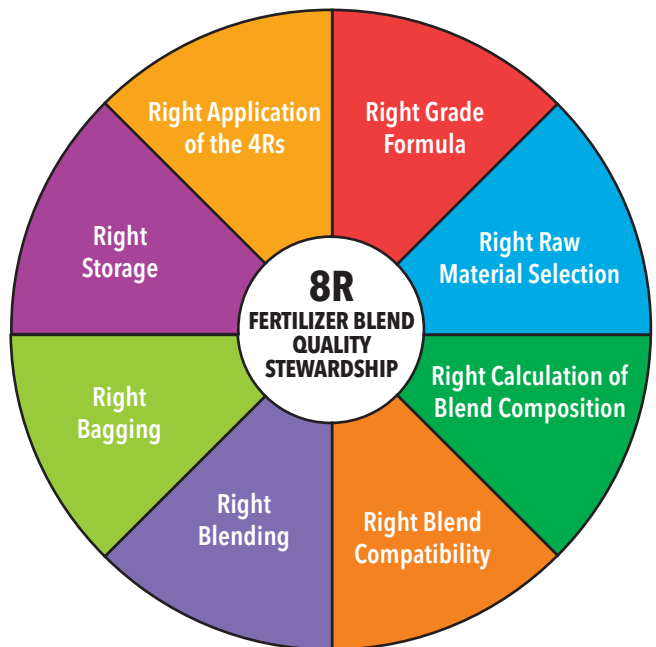 8R
FERTILIZER BLEND
QUALITY
STEWARDSHIP
Right Grade
Formula
Right Raw
Material Selection
Right Calculation of
Blend Composition
Right Blend
Compatibility
Right
Blending
Right
Bagging
Right
Storage
Right Application
of the 4Rs